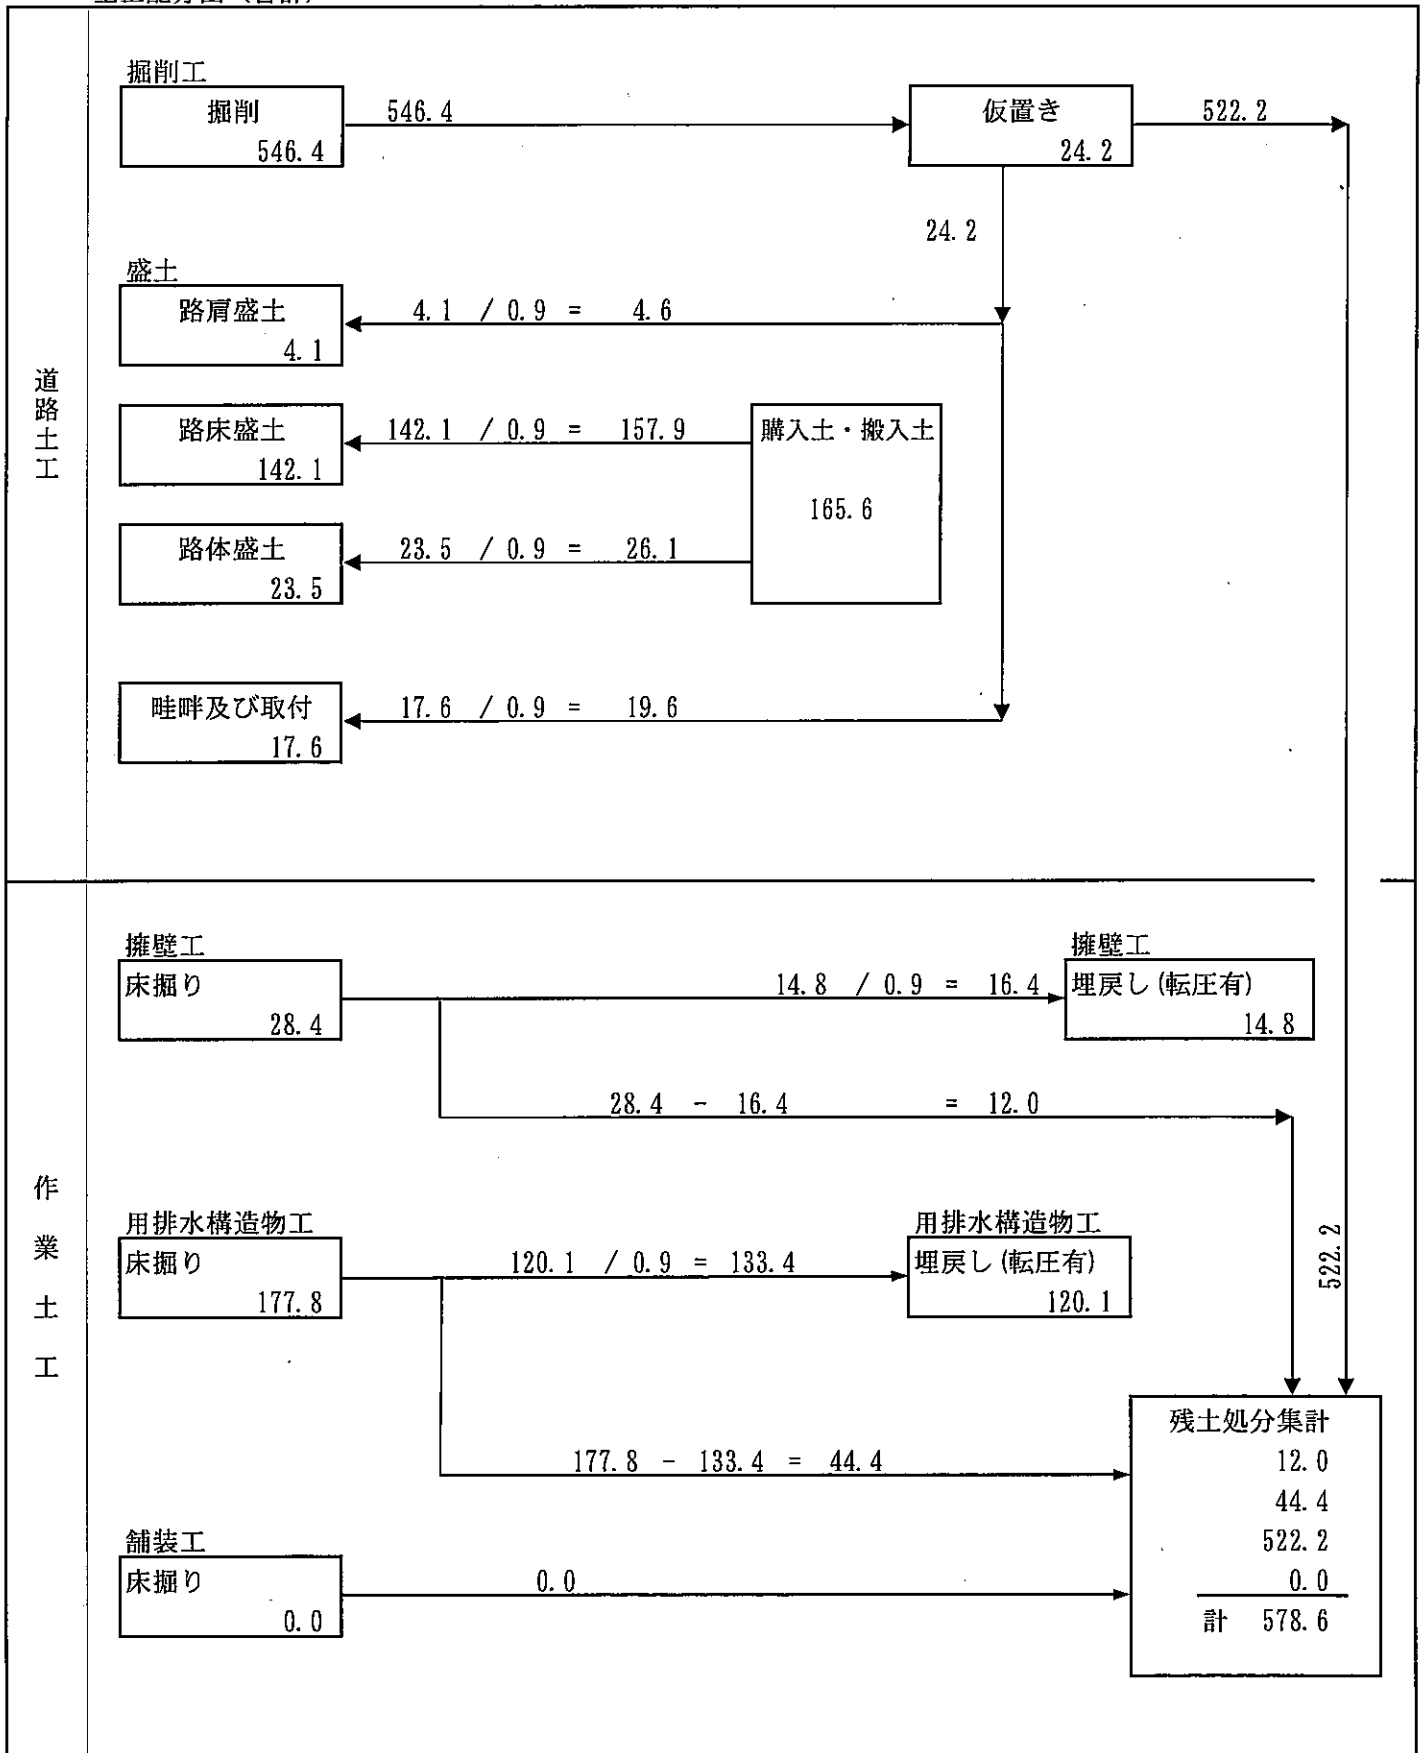 道路土工
掘削工
掘削
546.4
546.4
仮置き
24.2
522.2
24.2
盛土
路肩盛土
4.1
4.1 / 0.9 = 4.6
路床盛土
142.1
142.1 / 0.9 = 157.9
購入土・搬入土
165.6
路体盛土
23.5
23.5 / 0.9 = 26.1
畦畔及び取付
17.6
17.6 / 0.9 = 19.6
作業土工
擁壁工
床掘り
28.4
14.8 / 0.9 = 16.4
擁壁工
埋戻し(転圧有)
14.8
28.4 - 16.4 = 12.0
用排水構造物工
床掘り
177.8
120.1 / 0.9 = 133.4
用排水構造物工
埋戻し(転圧有)
120.1
522.2
177.8 - 133.4 = 44.4
残土処分集計
12.0
44.4
522.2
0.0
計 578.6
舗装工
床掘り
0.0
0.0